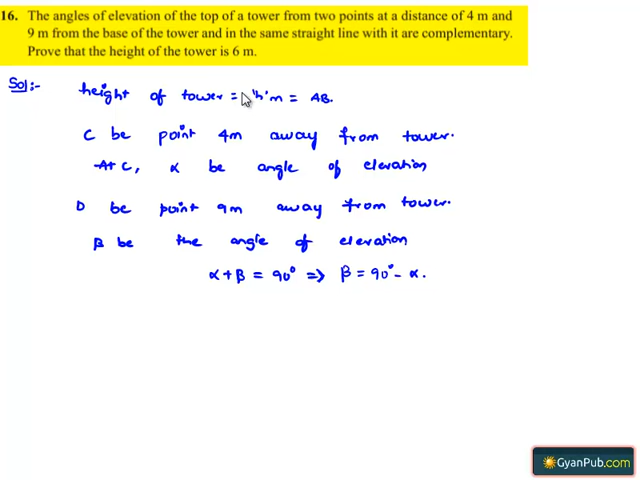 16. The angles of elevation of the top of a tower from two points at a distance of 4 m and
9 m from the base of the tower and in the same straight line with it are complementary.
Prove that the height of the tower is 6 m.
Sol:- height of tower = 'h' m = AB.
C be point 4m away from tower.
At C, α be angle of elevation
D be point 9m away from tower.
β be the angle of elevation
α + β = 90° => β = 90° - α.
GyanPub.com